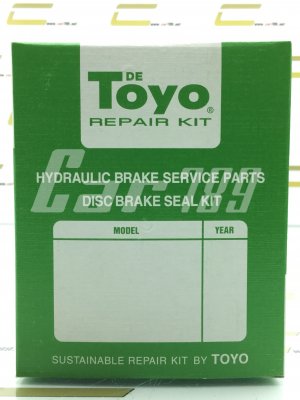 DE
Toyo®
REPAIR KIT
HYDRAULIC BRAKE SERVICE PARTS
DISC BRAKE SEAL KIT
Car789
MODEL YEAR
SUSTAINABLE REPAIR KIT BY TOYO